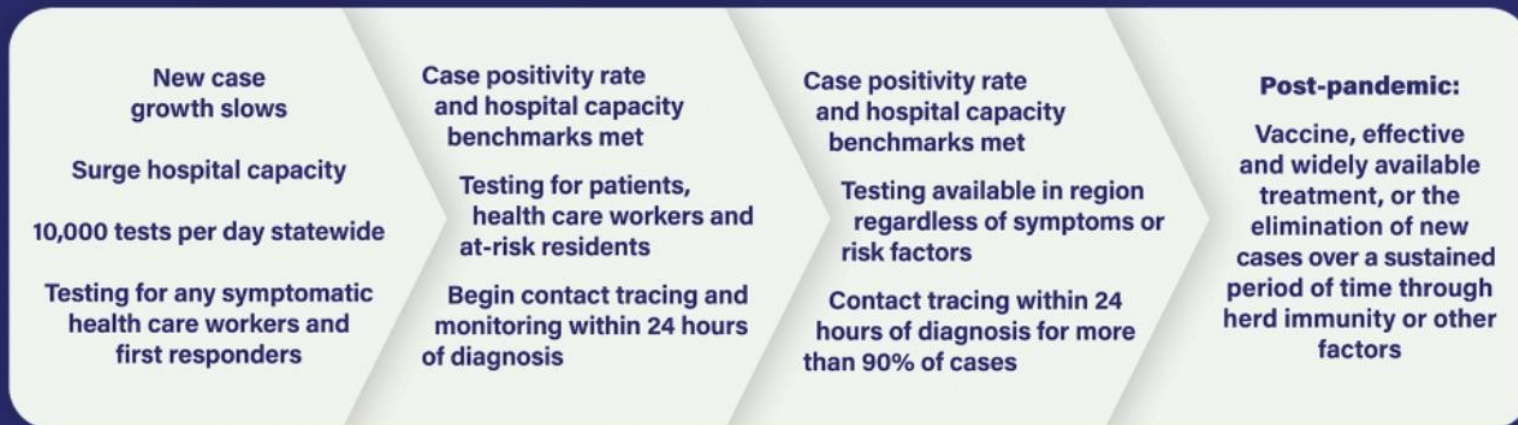 New case
growth slows
Surge hospital capacity
10,000 tests per day statewide
Testing for any symptomatic
health care workers and
first responders
Case positivity rate
and hospital capacity
benchmarks met
Testing for patients,
health care workers and
at-risk residents
Begin contact tracing and
monitoring within 24 hours
of diagnosis
Case positivity rate
and hospital capacity
benchmarks met
Testing available in region
regardless of symptoms or
risk factors
Contact tracing within 24
hours of diagnosis for more
than 90% of cases
Post-pandemic:
Vaccine, effective
and widely available
treatment, or the
elimination of new
cases over a sustained
period of time through
herd immunity or other
factors